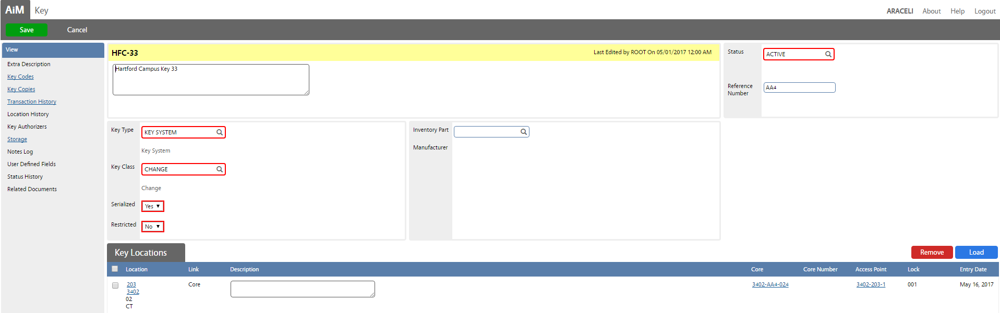 AiM Key ARACELI About Help Logout
Save Cancel
View
Extra Description
Key Codes
Key Copies
Transaction History
Location History
Key Authorizers
Storage
Notes Log
User Defined Fields
Status History
Related Documents
HFC-33 Last Edited by ROOT On 05/01/2017 12:00 AM
Hartford Campus Key 33
Status ACTIVE
Reference
Number AA4
Key Type KEY SYSTEM
Key System
Key Class CHANGE
Change
Serialized Yes
Restricted No
Inventory Part
Manufacturer
Key Locations Remove Load
Location Link Description Core Core Number Access Point Lock Entry Date
203 Core 3402-AA4-024 3402-203-1 001 May 16, 2017
3402
02
CT